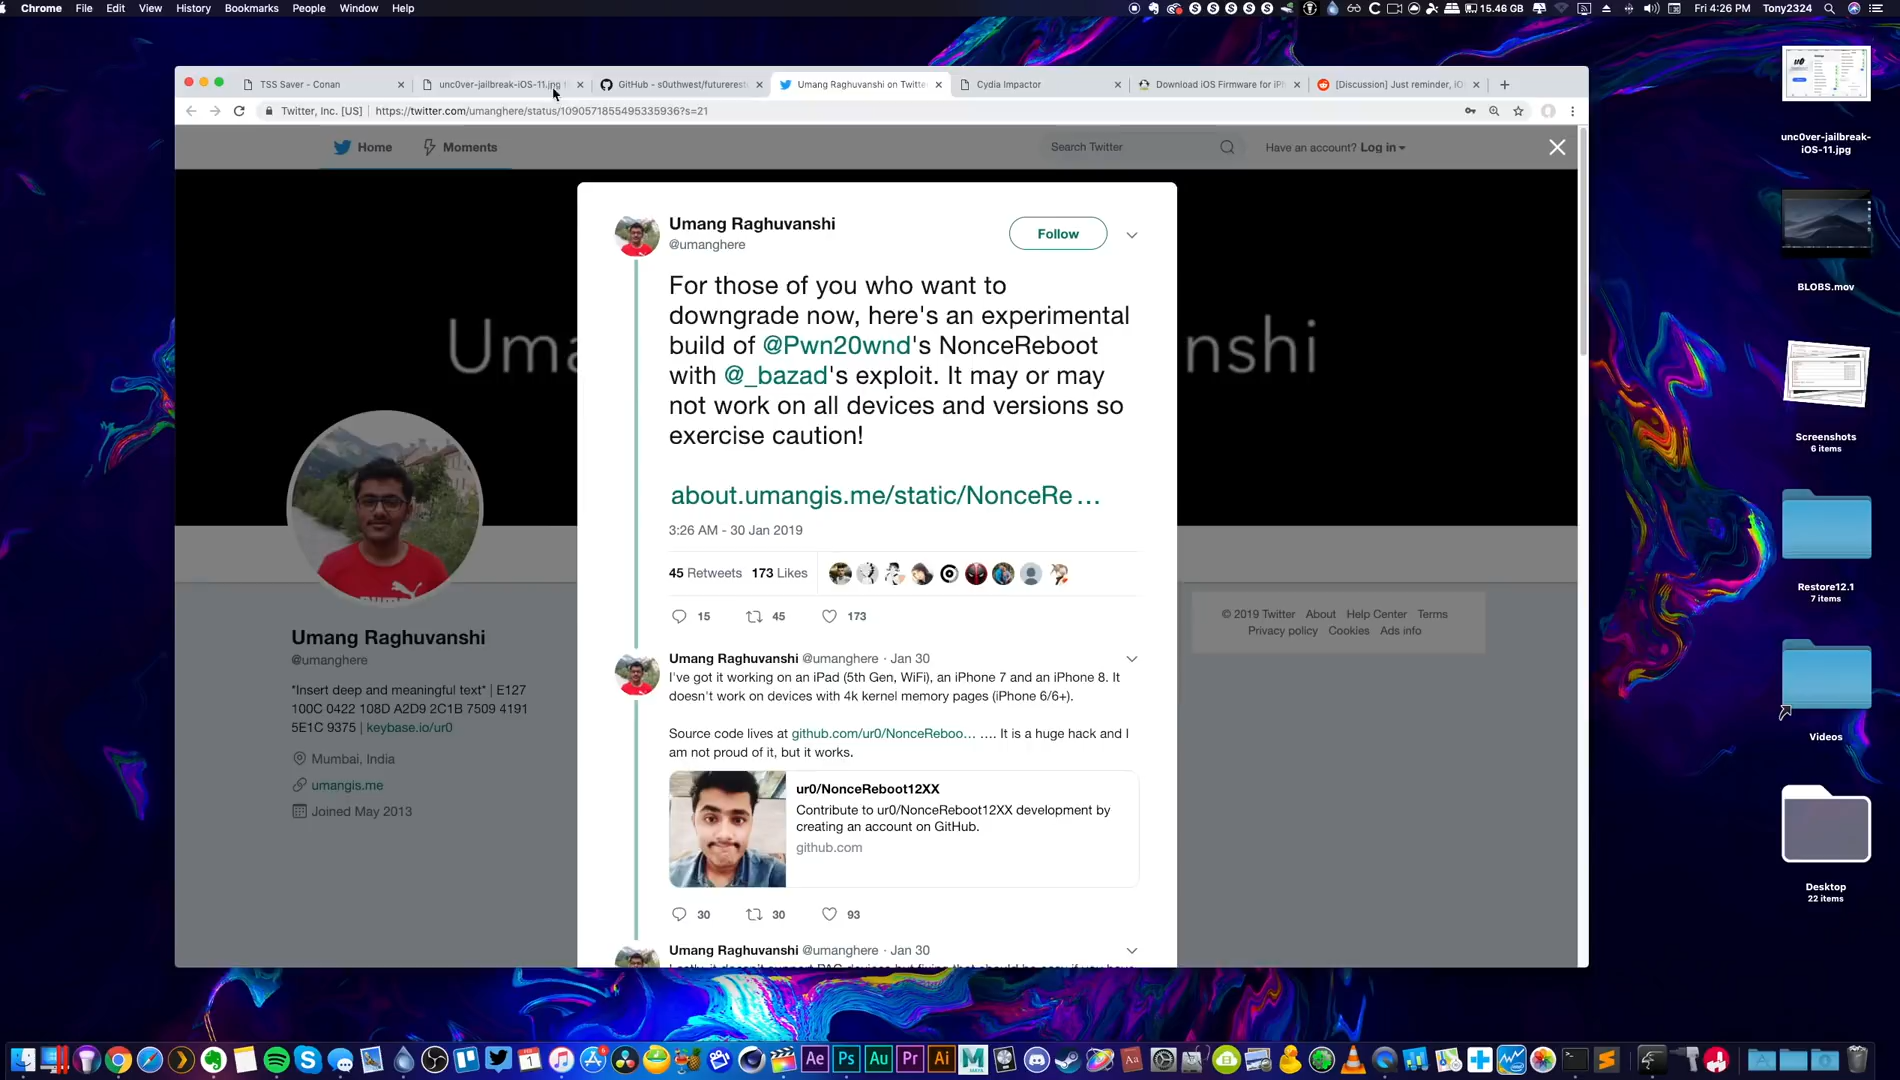 Chrome File Edit View History Bookmarks People Window Help
15.46 GB Fri 4:26 PM Tony2324
TSS Saver - Conan
unc0ver-jailbreak-iOS-11.jpg
GitHub - s0uthwest/futurerest
Umang Raghuvanshi on Twitte
Cydia Impactor
Download iOS Firmware for iP
[Discussion] Just reminder, iO
Twitter, Inc. [US] https://twitter.com/umanghere/status/1090571855495335936?s=21
Home Moments
Search Twitter
Have an account? Log in
Umang Raghuvanshi
@umanghere
Follow
For those of you who want to
downgrade now, here's an experimental
build of @Pwn20wnd's NonceReboot
with @_bazad's exploit. It may or may
not work on all devices and versions so
exercise caution!
about.umangis.me/static/NonceRe…
3:26 AM - 30 Jan 2019
45 Retweets 173 Likes
15 45 173
Umang Raghuvanshi @umanghere · Jan 30
I've got it working on an iPad (5th Gen, WiFi), an iPhone 7 and an iPhone 8. It
doesn't work on devices with 4k kernel memory pages (iPhone 6/6+).
Source code lives at github.com/ur0/NonceReboo… …. It is a huge hack and I
am not proud of it, but it works.
ur0/NonceReboot12XX
Contribute to ur0/NonceReboot12XX development by
creating an account on GitHub.
github.com
30 30 93
Umang Raghuvanshi @umanghere · Jan 30
Uma
nshi
Umang Raghuvanshi
@umanghere
*Insert deep and meaningful text* | E127
100C 0422 108D A2D9 2C1B 7509 4191
5E1C 9375 | keybase.io/ur0
Mumbai, India
umangis.me
Joined May 2013
© 2019 Twitter About Help Center Terms
Privacy policy Cookies Ads info
unc0ver-jailbreak-
iOS-11.jpg
BLOBS.mov
Screenshots
6 items
Restore12.1
7 items
Videos
Desktop
22 items
Ae Ps Au Pr Ai M